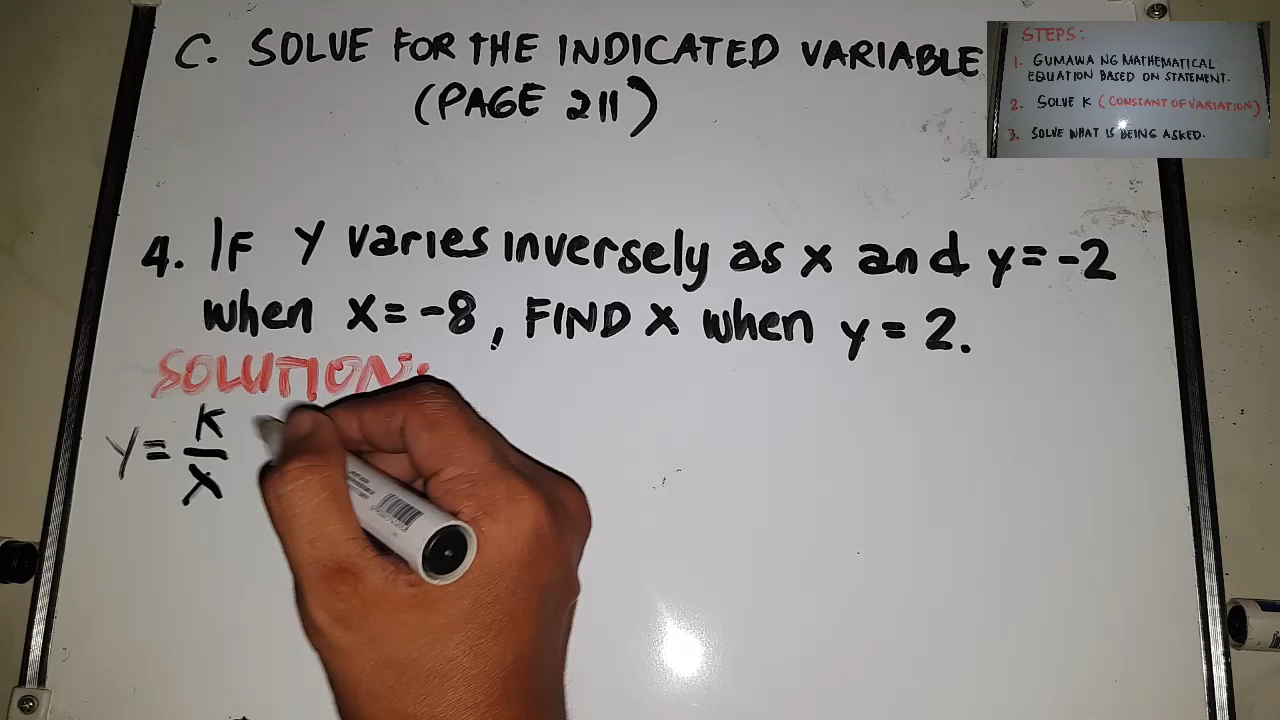 C. SOLVE FOR THE INDICATED VARIABLE
(PAGE 211)
STEPS:
1. GUMAWA NG MATHEMATICAL
EQUATION BASED ON STATEMENT.
2. SOLVE K (CONSTANT OF VARIATION)
3. SOLVE WHAT IS BEING ASKED.
4. IF Y varies inversely as x and y=-2
when x=-8, FIND x when y=2.
SOLUTION:
y = K
x